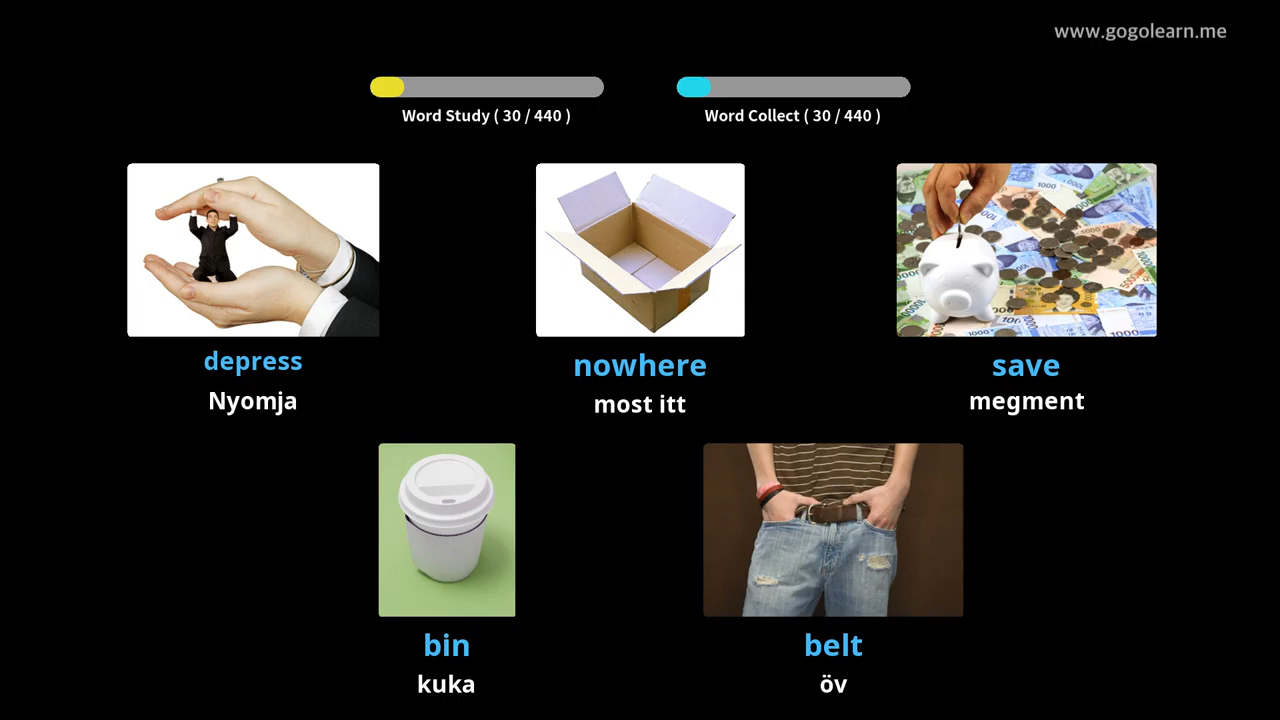 www.gogolearn.me
Word Study ( 30 / 440 )
Word Collect ( 30 / 440 )
depress
Nyomja
nowhere
most itt
save
megment
bin
kuka
belt
öv